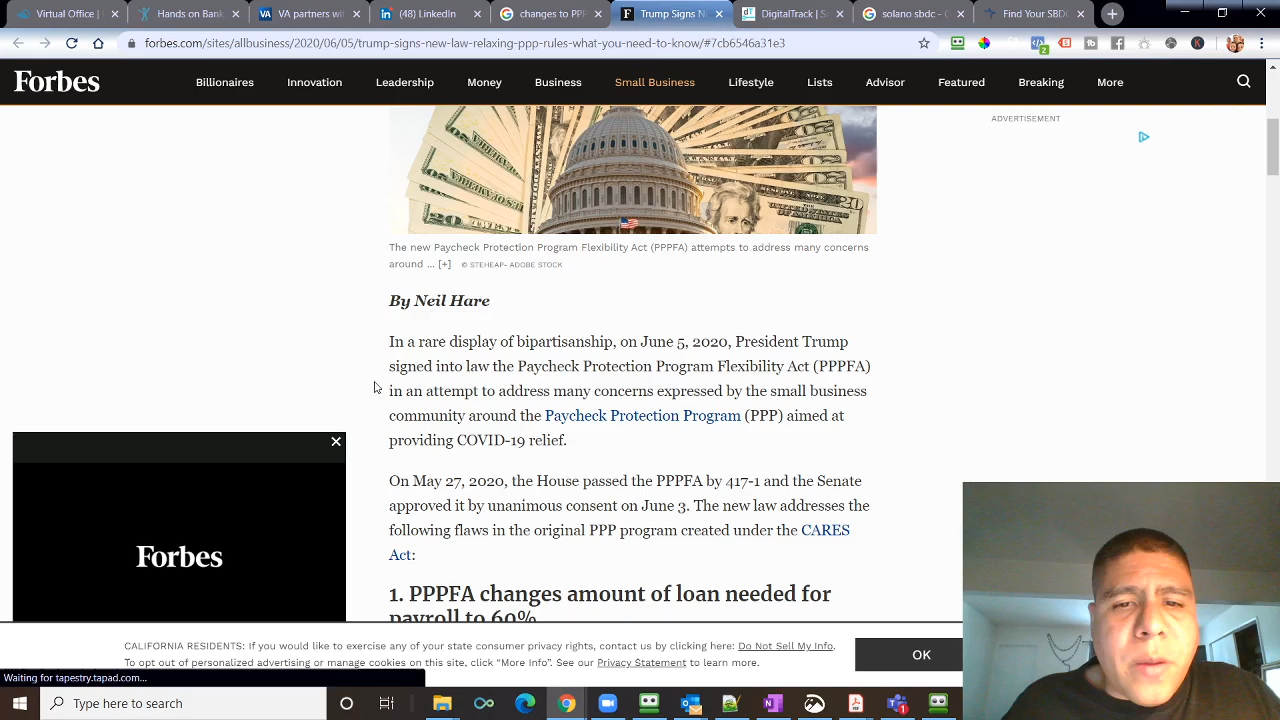 Virtual Office |
Hands on Bank
VA partners wit
(48) LinkedIn
changes to PPP
Trump Signs N
DigitalTrack | S
solano sbdc - G
Find Your SBD
forbes.com/sites/allbusiness/2020/06/05/trump-signs-new-law-relaxing-ppp-rules-what-you-need-to-know/#7cb6546a31e3
Forbes
Billionaires
Innovation
Leadership
Money
Business
Small Business
Lifestyle
Lists
Advisor
Featured
Breaking
More
ADVERTISEMENT
The new Paycheck Protection Program Flexibility Act (PPPFA) attempts to address many concerns
around ... [+] © STEHEAP- ADOBE STOCK
By Neil Hare
In a rare display of bipartisanship, on June 5, 2020, President Trump
signed into law the Paycheck Protection Program Flexibility Act (PPPFA)
in an attempt to address many concerns expressed by the small business
community around the Paycheck Protection Program (PPP) aimed at
providing COVID-19 relief.
On May 27, 2020, the House passed the PPPFA by 417-1 and the Senate
approved it by unanimous consent on June 3. The new law addresses the
following flaws in the original PPP program created under the CARES
Act:
1. PPPFA changes amount of loan needed for
payroll to 60%
Forbes
CALIFORNIA RESIDENTS: If you would like to exercise any of your state consumer privacy rights, contact us by clicking here: Do Not Sell My Info.
To opt out of personalized advertising or manage cookies on this site, click "More Info". See our Privacy Statement to learn more.
OK
Waiting for tapestry.tapad.com...
Type here to search